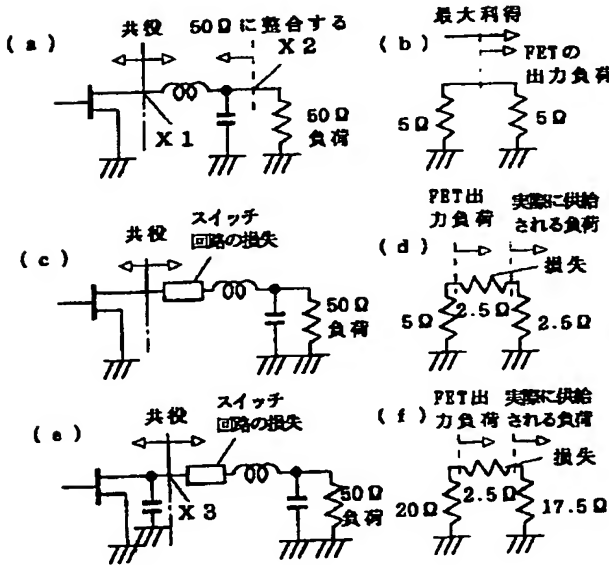 (a)
共役
50Ωに整合する
X2
X1
50Ω
負荷
(b)
最大利得
FETの
出力負荷
5Ω
5Ω
(c)
共役
スイッチ
回路の損失
50Ω
負荷
(d)
FET出
力負荷
実際に供給
される負荷
損失
5Ω
2.5Ω
2.5Ω
(e)
共役
スイッチ
回路の損失
X3
50Ω
負荷
(f)
FET出
力負荷
実際に供給
される負荷
損失
20Ω
2.5Ω
17.5Ω